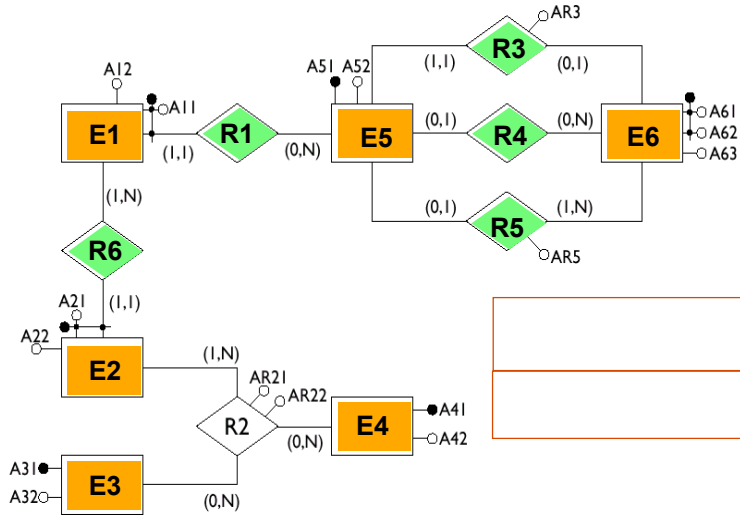 AR3
R3
A12
A51 A52
(1,1)
(0,1)
A11
A61
E1
R1
E5
(0,1)
R4
(0,N)
E6
A62
(1,1)
(0,N)
A63
(1,N)
(0,1)
(1,N)
R5
R6
AR5
A21
(1,1)
A22
E2
(1,N)
AR21
AR22
R2
E4
A41
(0,N)
A42
A31
E3
A32
(0,N)